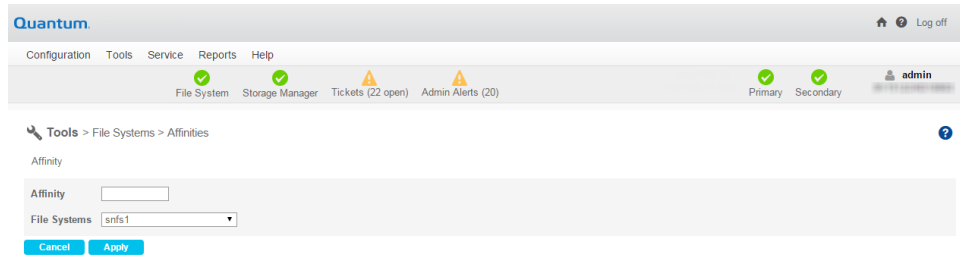 Quantum.
Log off
Configuration Tools Service Reports Help
File System Storage Manager Tickets (22 open) Admin Alerts (20) Primary Secondary admin
Tools > File Systems > Affinities
Affinity
Affinity
File Systems snfs1
Cancel Apply